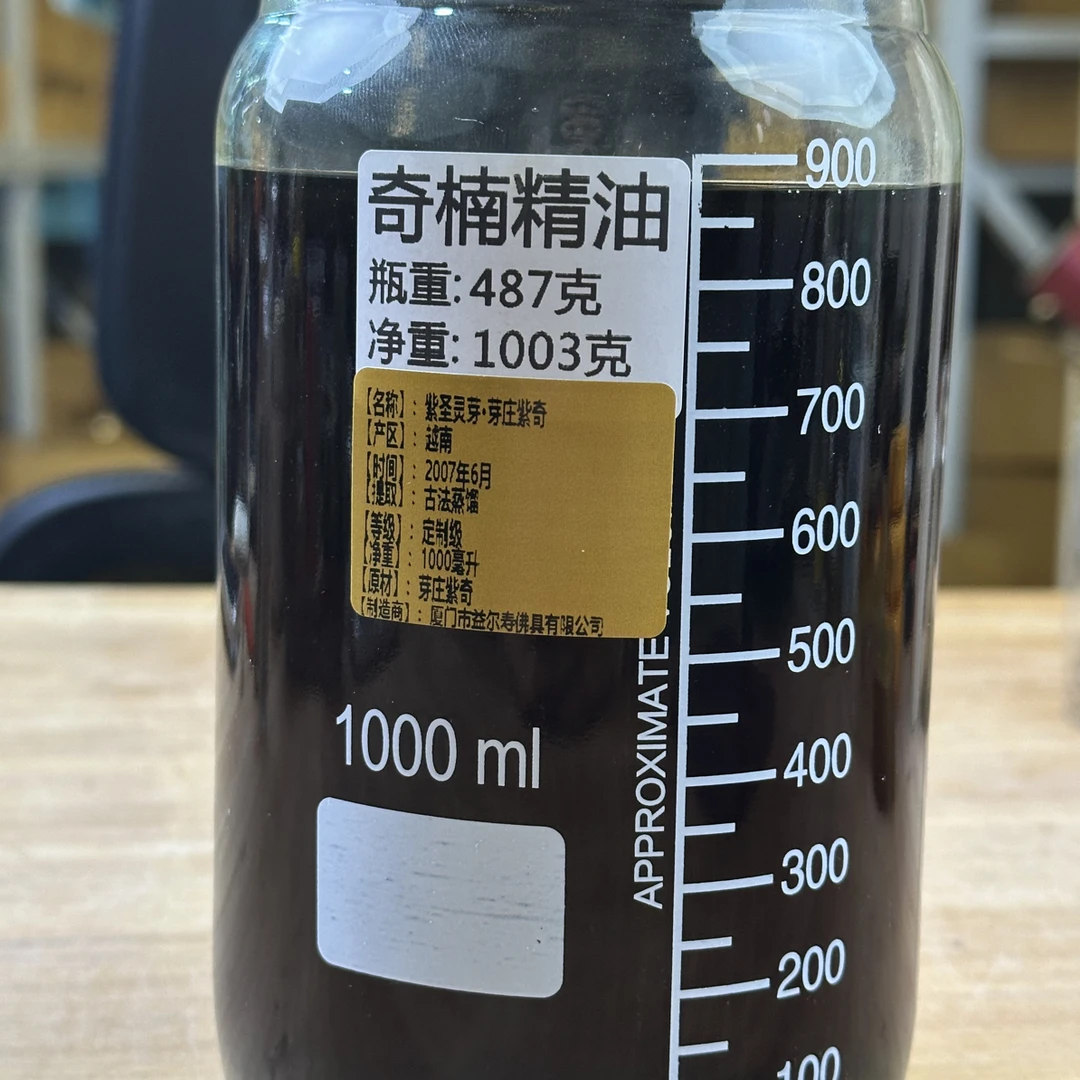 奇楠精油
瓶重: 487克
净重: 1003克
【名称】: 紫圣灵芽·芽庄紫奇
【产区】: 越南
【时间】: 2007年6月
【提取】: 古法蒸馏
【等级】: 定制级
【净重】: 1000毫升
【原材】: 芽庄紫奇
【制造商】: 厦门市益尔寿佛具有限公司
1000 ml
APPROXIMATE
900
800
700
600
500
400
300
200
100